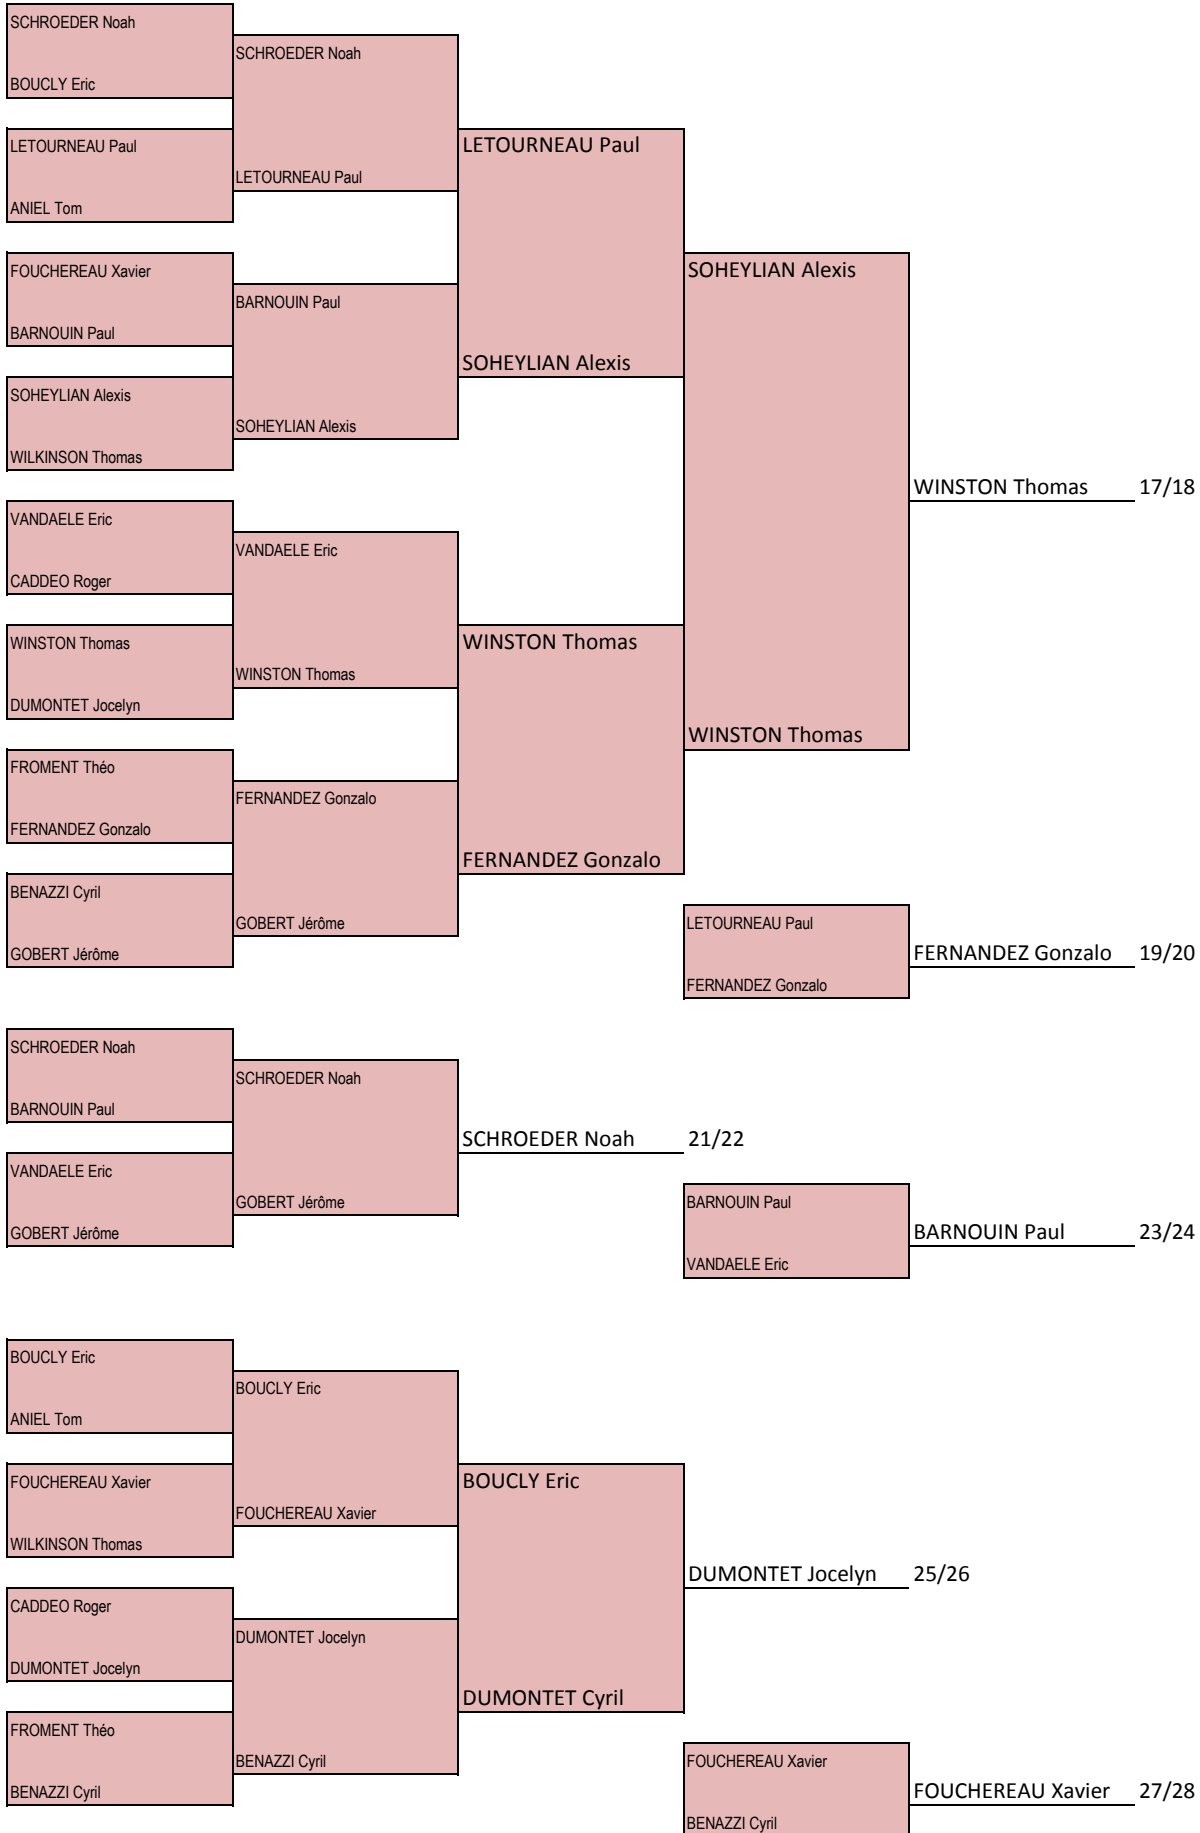 SCHROEDER Noah
BOUCLY Eric
LETOURNEAU Paul
ANIEL Tom
FOUCHEREAU Xavier
BARNOUIN Paul
SOHEYLIAN Alexis
WILKINSON Thomas
VANDAELE Eric
CADDEO Roger
WINSTON Thomas
DUMONTET Jocelyn
FROMENT Théo
FERNANDEZ Gonzalo
BENAZZI Cyril
GOBERT Jérôme
SCHROEDER Noah
LETOURNEAU Paul
BARNOUIN Paul
SOHEYLIAN Alexis
VANDAELE Eric
WINSTON Thomas
FERNANDEZ Gonzalo
GOBERT Jérôme
LETOURNEAU Paul
SOHEYLIAN Alexis
WINSTON Thomas
FERNANDEZ Gonzalo
SOHEYLIAN Alexis
WINSTON Thomas
WINSTON Thomas 17/18
LETOURNEAU Paul
FERNANDEZ Gonzalo
FERNANDEZ Gonzalo 19/20
SCHROEDER Noah
BARNOUIN Paul
VANDAELE Eric
GOBERT Jérôme
SCHROEDER Noah
GOBERT Jérôme
SCHROEDER Noah 21/22
BARNOUIN Paul
VANDAELE Eric
BARNOUIN Paul 23/24
BOUCLY Eric
ANIEL Tom
FOUCHEREAU Xavier
WILKINSON Thomas
CADDEO Roger
DUMONTET Jocelyn
FROMENT Théo
BENAZZI Cyril
BOUCLY Eric
FOUCHEREAU Xavier
DUMONTET Jocelyn
BENAZZI Cyril
BOUCLY Eric
DUMONTET Cyril
DUMONTET Jocelyn 25/26
FOUCHEREAU Xavier
BENAZZI Cyril
FOUCHEREAU Xavier 27/28